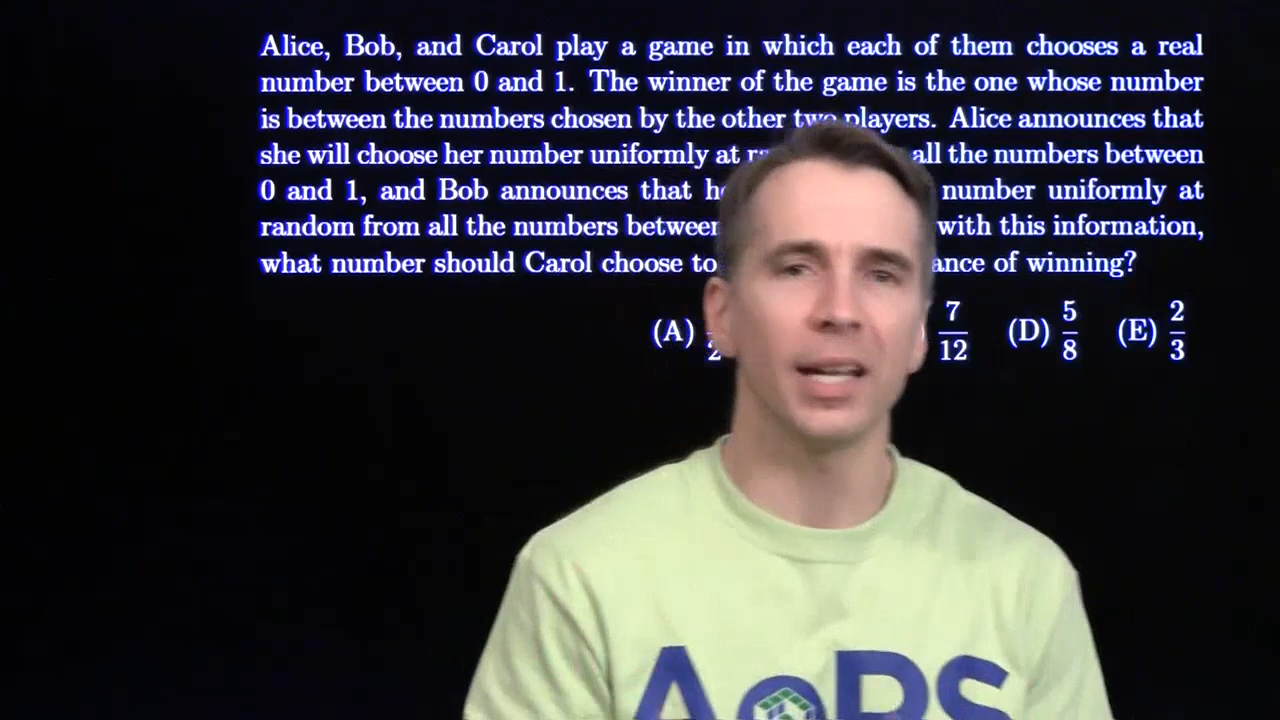 Alice, Bob, and Carol play a game in which each of them chooses a real
number between 0 and 1. The winner of the game is the one whose number
is between the numbers chosen by the other two players. Alice announces that
she will choose her number uniformly at all the numbers between
0 and 1, and Bob announces that number uniformly at
random from all the numbers between with this information,
what number should Carol choose to of winning?
(A) 7/12 (D) 5/8 (E) 2/3
AoPS